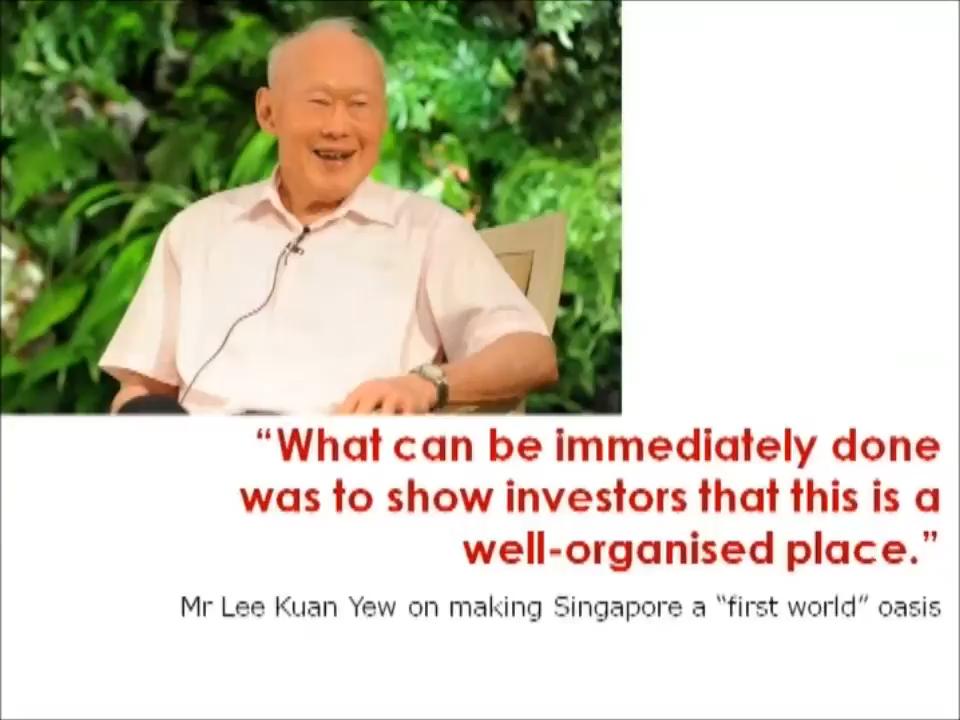 “What can be immediately done
was to show investors that this is a
well-organised place.”
Mr Lee Kuan Yew on making Singapore a “first world” oasis